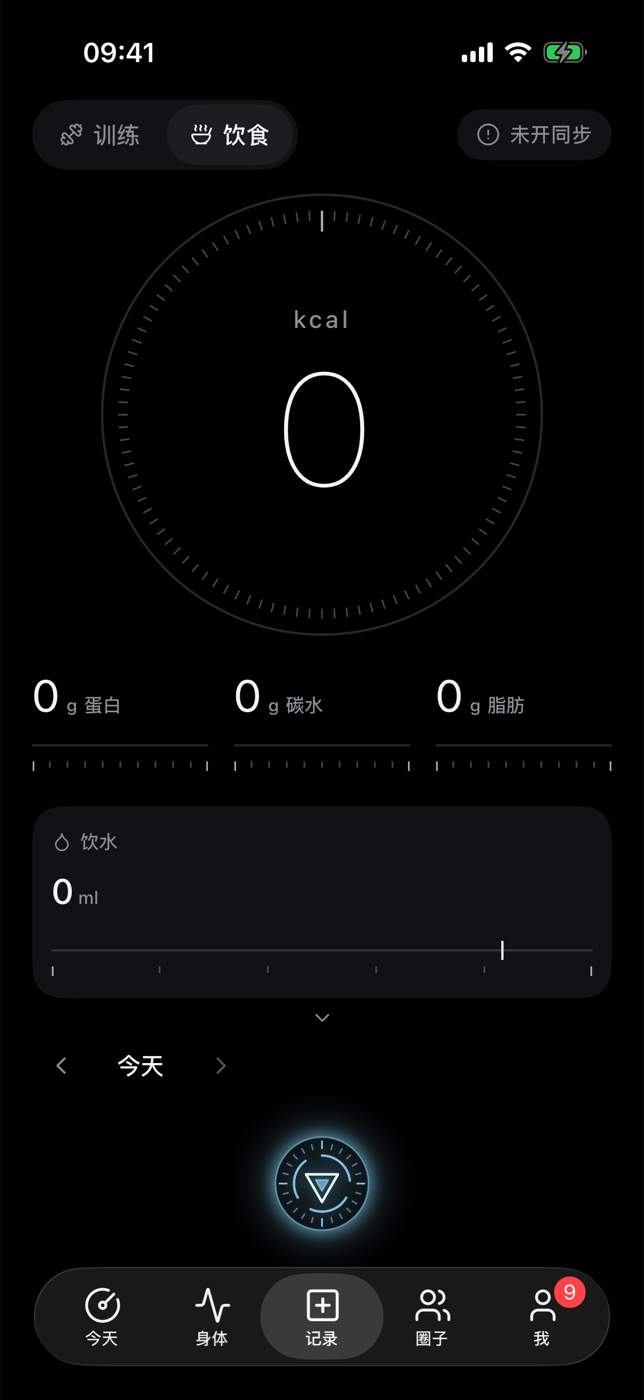 09:41
训练 饮食 未开同步
kcal
0
0 g 蛋白 0 g 碳水 0 g 脂肪
饮水
0 ml
今天
9
今天 身体 记录 圈子 我